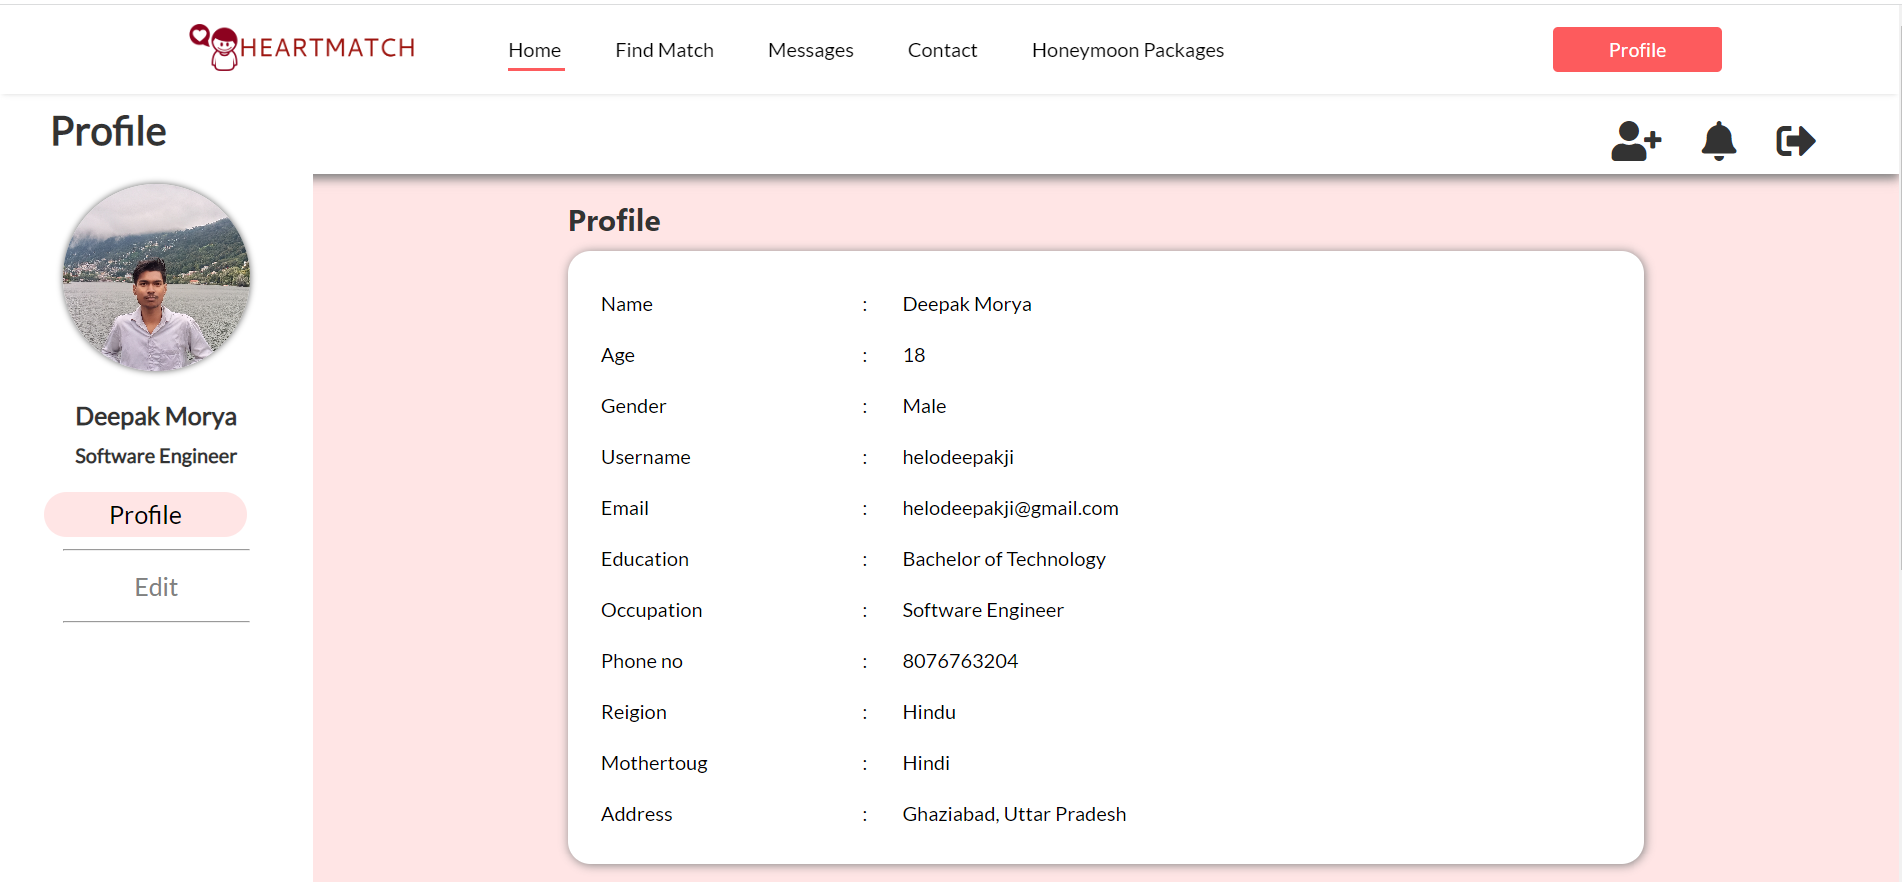 HEARTMATCH Home Find Match Messages Contact Honeymoon Packages Profile
Profile
Deepak Morya
Software Engineer
Profile
Edit
Profile
Name : Deepak Morya
Age : 18
Gender : Male
Username : helodeepakji
Email : helodeepakji@gmail.com
Education : Bachelor of Technology
Occupation : Software Engineer
Phone no : 8076763204
Reigion : Hindu
Mothertoug : Hindi
Address : Ghaziabad, Uttar Pradesh